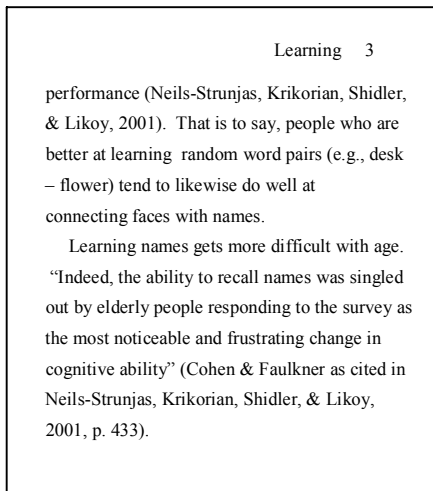 Learning 3
performance (Neils-Strunjas, Krikorian, Shidler,
& Likoy, 2001). That is to say, people who are
better at learning random word pairs (e.g., desk
– flower) tend to likewise do well at
connecting faces with names.
Learning names gets more difficult with age.
“Indeed, the ability to recall names was singled
out by elderly people responding to the survey as
the most noticeable and frustrating change in
cognitive ability” (Cohen & Faulkner as cited in
Neils-Strunjas, Krikorian, Shidler, & Likoy,
2001, p. 433).